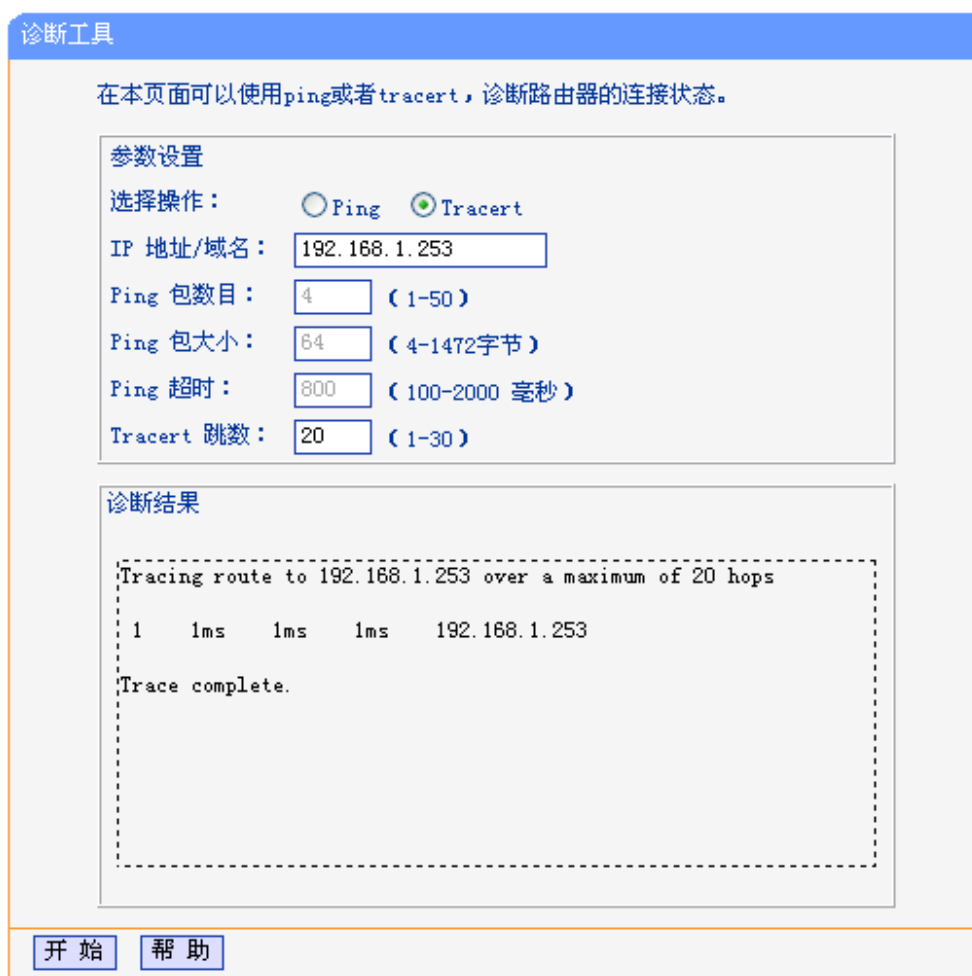 诊断工具
在本页面可以使用ping或者tracert，诊断路由器的连接状态。
参数设置
选择操作： Ping Tracert
IP 地址/域名： 192.168.1.253
Ping 包数目： 4 （1-50）
Ping 包大小： 64 （4-1472字节）
Ping 超时： 800 （100-2000 毫秒）
Tracert 跳数： 20 （1-30）
诊断结果
Tracing route to 192.168.1.253 over a maximum of 20 hops
1 1ms 1ms 1ms 192.168.1.253
Trace complete.
开 始 帮 助